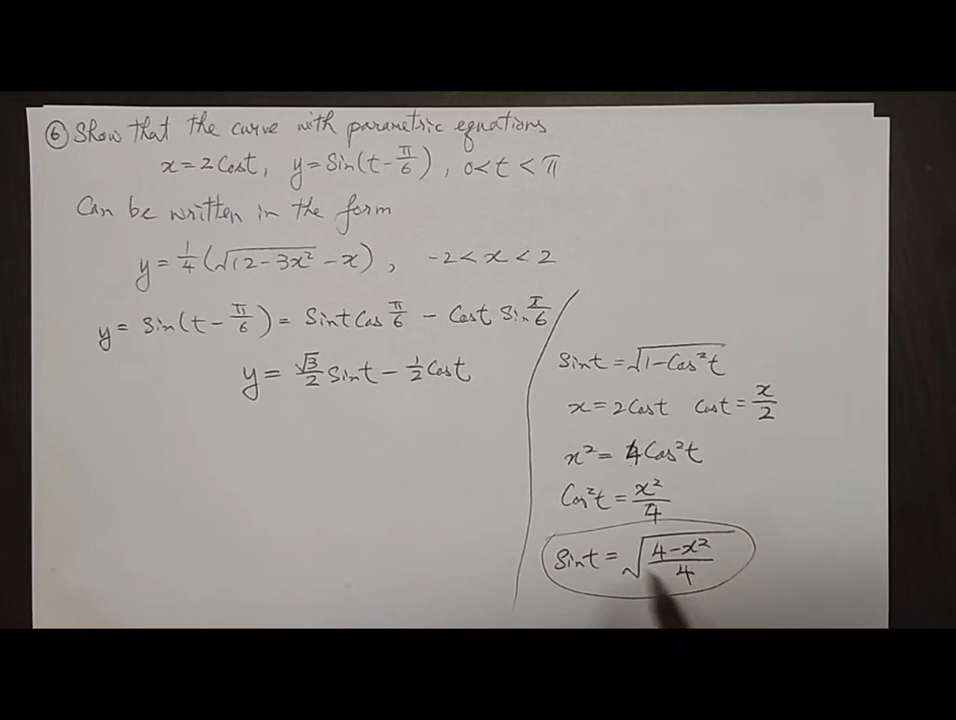 ⑥ Show that the curve with parametric equations
x = 2Cost, y = Sin(t - π/6), 0 < t < π
Can be written in the form
y = 1/4 (√(12 - 3x²) - x), -2 < x < 2
y = Sin(t - π/6) = Sint Cos π/6 - Cost Sin π/6
y = √3/2 Sint - 1/2 Cost
Sint = √(1 - Cos²t)
x = 2Cost Cost = x/2
x² = 4Cos²t
Cos²t = x²/4
Sint = √((4 - x²)/4)